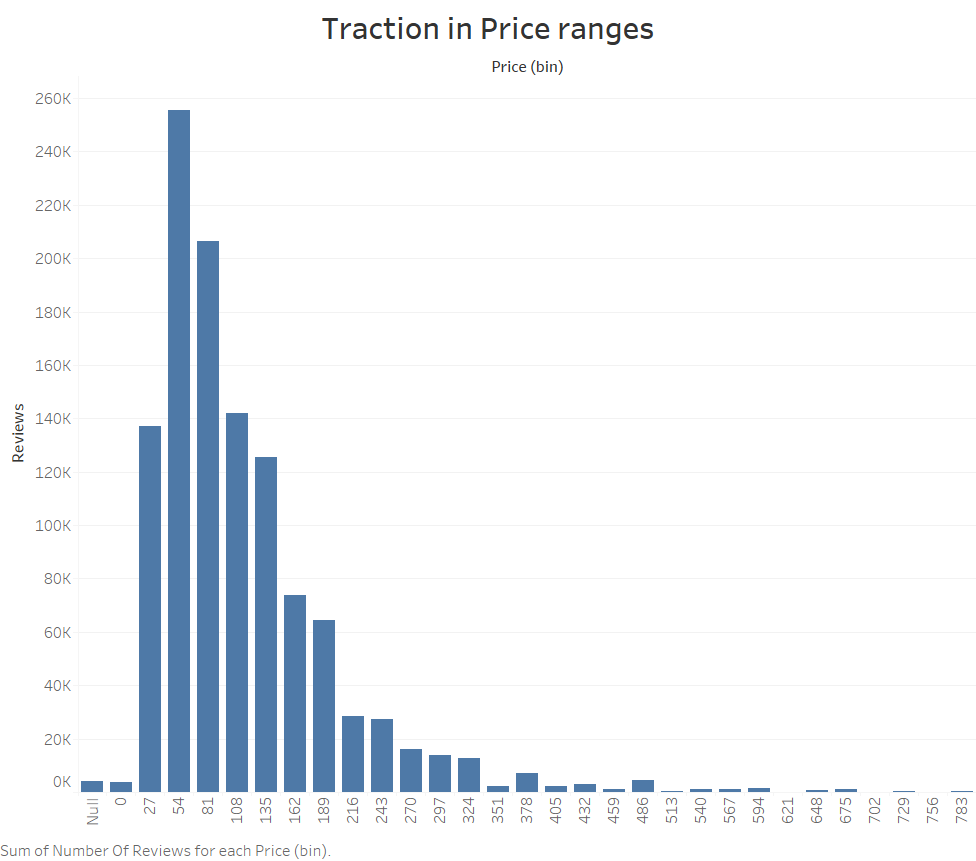 Traction in Price ranges
Price (bin)
260K
240K
220K
200K
180K
160K
140K
120K
100K
80K
60K
40K
20K
0K
Reviews
Null 0 27 54 81 108 135 162 189 216 243 270 297 324 351 378 405 432 459 486 513 540 567 594 621 648 675 702 729 756 783
Sum of Number Of Reviews for each Price (bin).